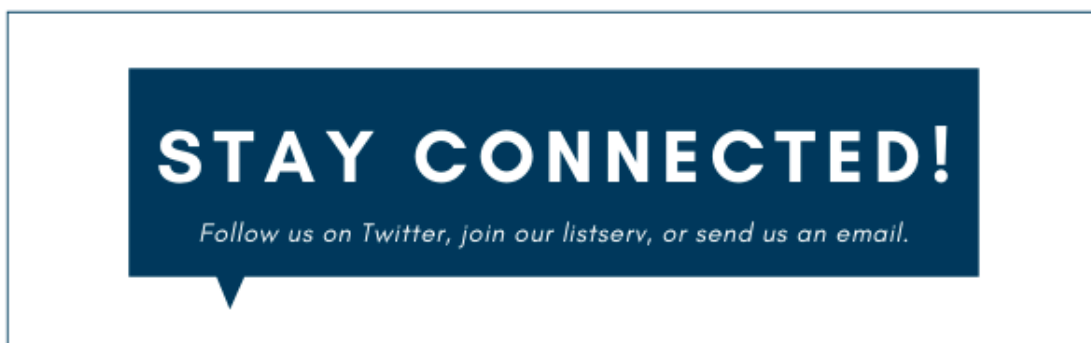 STAY CONNECTED!
Follow us on Twitter, join our listserv, or send us an email.